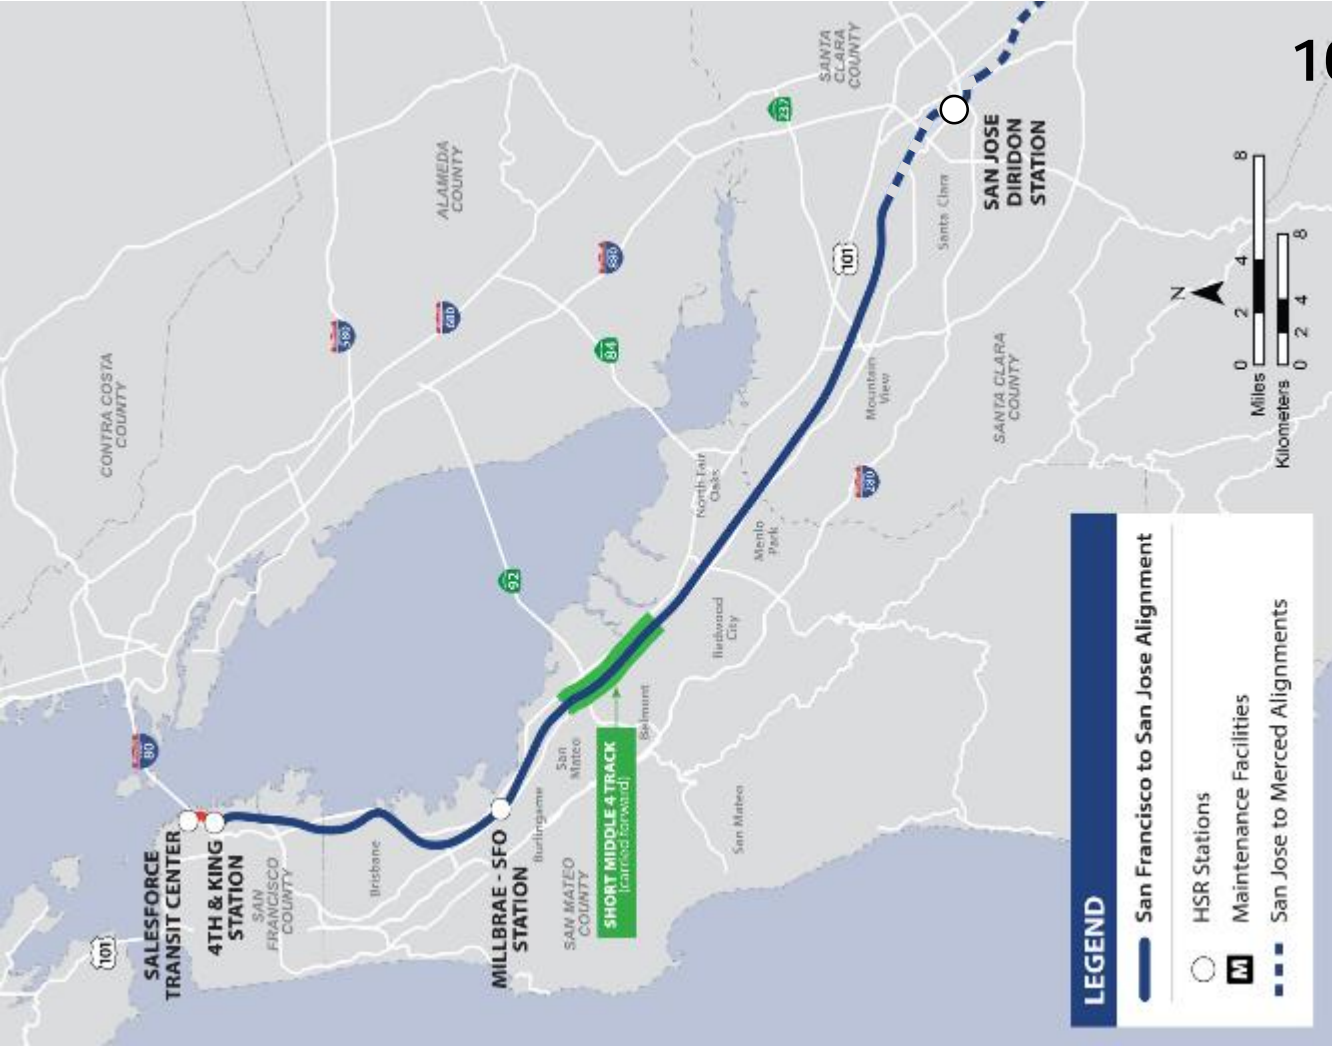 10
SANTA
CLARA
COUNTY
237
ALAMEDA
COUNTY
SAN JOSE
DIRIDON
STATION
Santa Clara
101
880
680
580
84
CONTRA COSTA
COUNTY
Mountain
View
SANTA CLARA
COUNTY
280
North Fair
Oaks
Menlo
Park
92
Redwood
City
Belmont
San
Mateo
SHORT MIDDLE 4 TRACK
(carried forward)
Burlingame
San Mateo
80
SALESFORCE
TRANSIT CENTER
4TH & KING
STATION
SAN
FRANCISCO
COUNTY
Brisbane
MILLBRAE - SFO
STATION
SAN MATEO
COUNTY
101
N
0 2 4 8
Miles
Kilometers
0 2 4 8
LEGEND
San Francisco to San Jose Alignment
HSR Stations
M Maintenance Facilities
San Jose to Merced Alignments